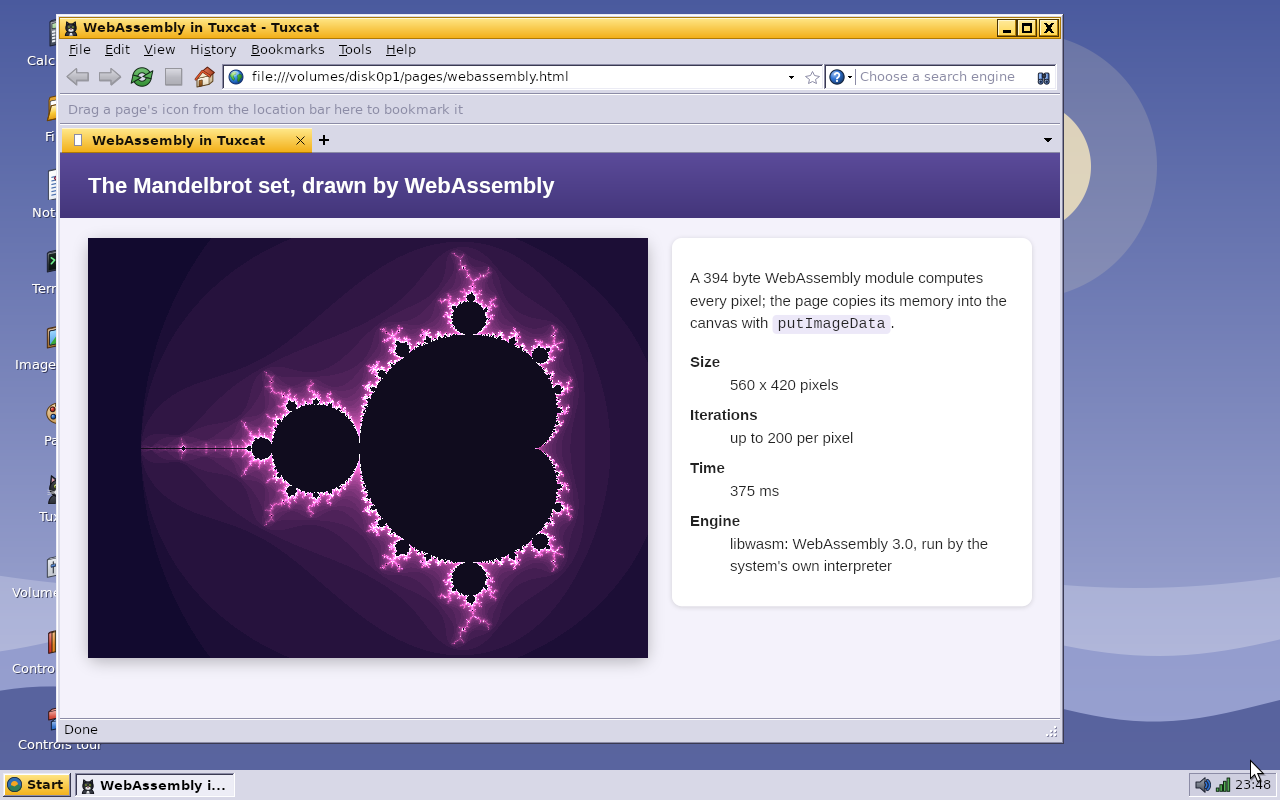 WebAssembly in Tuxcat - Tuxcat
File Edit View History Bookmarks Tools Help
file:///volumes/disk0p1/pages/webassembly.html
Choose a search engine
Drag a page's icon from the location bar here to bookmark it
WebAssembly in Tuxcat
The Mandelbrot set, drawn by WebAssembly
A 394 byte WebAssembly module computes
every pixel; the page copies its memory into the
canvas with putImageData.
Size
560 x 420 pixels
Iterations
up to 200 per pixel
Time
375 ms
Engine
libwasm: WebAssembly 3.0, run by the
system's own interpreter
Done
Calc
Fi
Not
Tern
Image
Pa
Tux
Volume
Contro
Controls tour
Start
WebAssembly i...
23:48